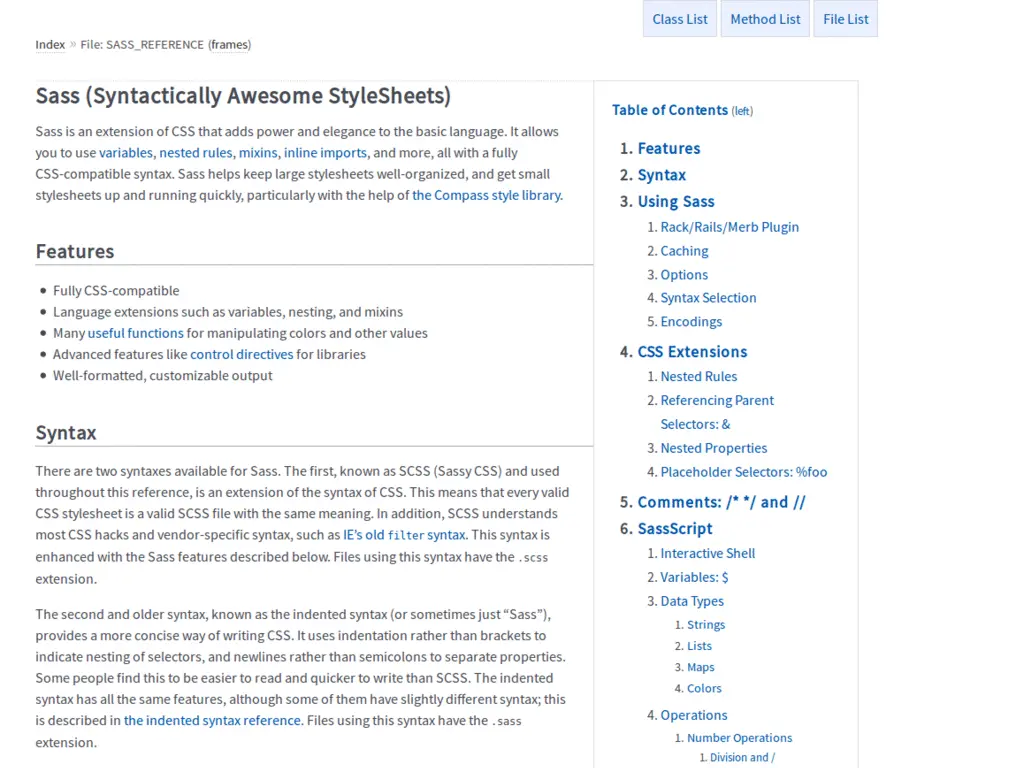 Class List
Method List
File List
Index » File: SASS_REFERENCE (frames)
Sass (Syntactically Awesome StyleSheets)
Sass is an extension of CSS that adds power and elegance to the basic language. It allows
you to use variables, nested rules, mixins, inline imports, and more, all with a fully
CSS-compatible syntax. Sass helps keep large stylesheets well-organized, and get small
stylesheets up and running quickly, particularly with the help of the Compass style library.
Features
• Fully CSS-compatible
• Language extensions such as variables, nesting, and mixins
• Many useful functions for manipulating colors and other values
• Advanced features like control directives for libraries
• Well-formatted, customizable output
Syntax
There are two syntaxes available for Sass. The first, known as SCSS (Sassy CSS) and used
throughout this reference, is an extension of the syntax of CSS. This means that every valid
CSS stylesheet is a valid SCSS file with the same meaning. In addition, SCSS understands
most CSS hacks and vendor-specific syntax, such as IE's old filter syntax. This syntax is
enhanced with the Sass features described below. Files using this syntax have the .scss
extension.
The second and older syntax, known as the indented syntax (or sometimes just “Sass”),
provides a more concise way of writing CSS. It uses indentation rather than brackets to
indicate nesting of selectors, and newlines rather than semicolons to separate properties.
Some people find this to be easier to read and quicker to write than SCSS. The indented
syntax has all the same features, although some of them have slightly different syntax; this
is described in the indented syntax reference. Files using this syntax have the .sass
extension.
Table of Contents (left)
1. Features
2. Syntax
3. Using Sass
1. Rack/Rails/Merb Plugin
2. Caching
3. Options
4. Syntax Selection
5. Encodings
4. CSS Extensions
1. Nested Rules
2. Referencing Parent
Selectors: &
3. Nested Properties
4. Placeholder Selectors: %foo
5. Comments: /* */ and //
6. SassScript
1. Interactive Shell
2. Variables: $
3. Data Types
1. Strings
2. Lists
3. Maps
4. Colors
4. Operations
1. Number Operations
1. Division and /